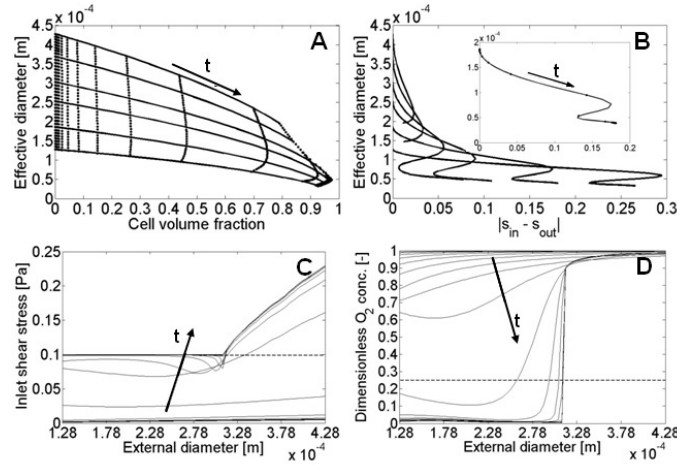 x 10⁻⁴
A
t
Effective diameter [m]
4.5
4
3.5
3
2.5
2
1.5
1
0.5
0
0 0.1 0.2 0.3 0.4 0.5 0.6 0.7 0.8 0.9 1
Cell volume fraction
x 10⁻⁴
B
t
Effective diameter [m]
4.5
4
3.5
3
2.5
2
1.5
1
0.5
0
2 x 10⁻⁴
1.5
1
0.5
0
0 0.05 0.1 0.15 0.2
0 0.05 0.1 0.15 0.2 0.25 0.3
|s_in - s_out|
C
t
Inlet shear stress [Pa]
0.25
0.2
0.15
0.1
0.05
0
1.28 1.78 2.28 2.78 3.28 3.78 4.28
External diameter [m] x 10⁻⁴
D
t
Dimensionless O₂ conc. [-]
1
0.9
0.8
0.7
0.6
0.5
0.4
0.3
0.2
0.1
0
1.28 1.78 2.28 2.78 3.28 3.78 4.28
External diameter [m] x 10⁻⁴